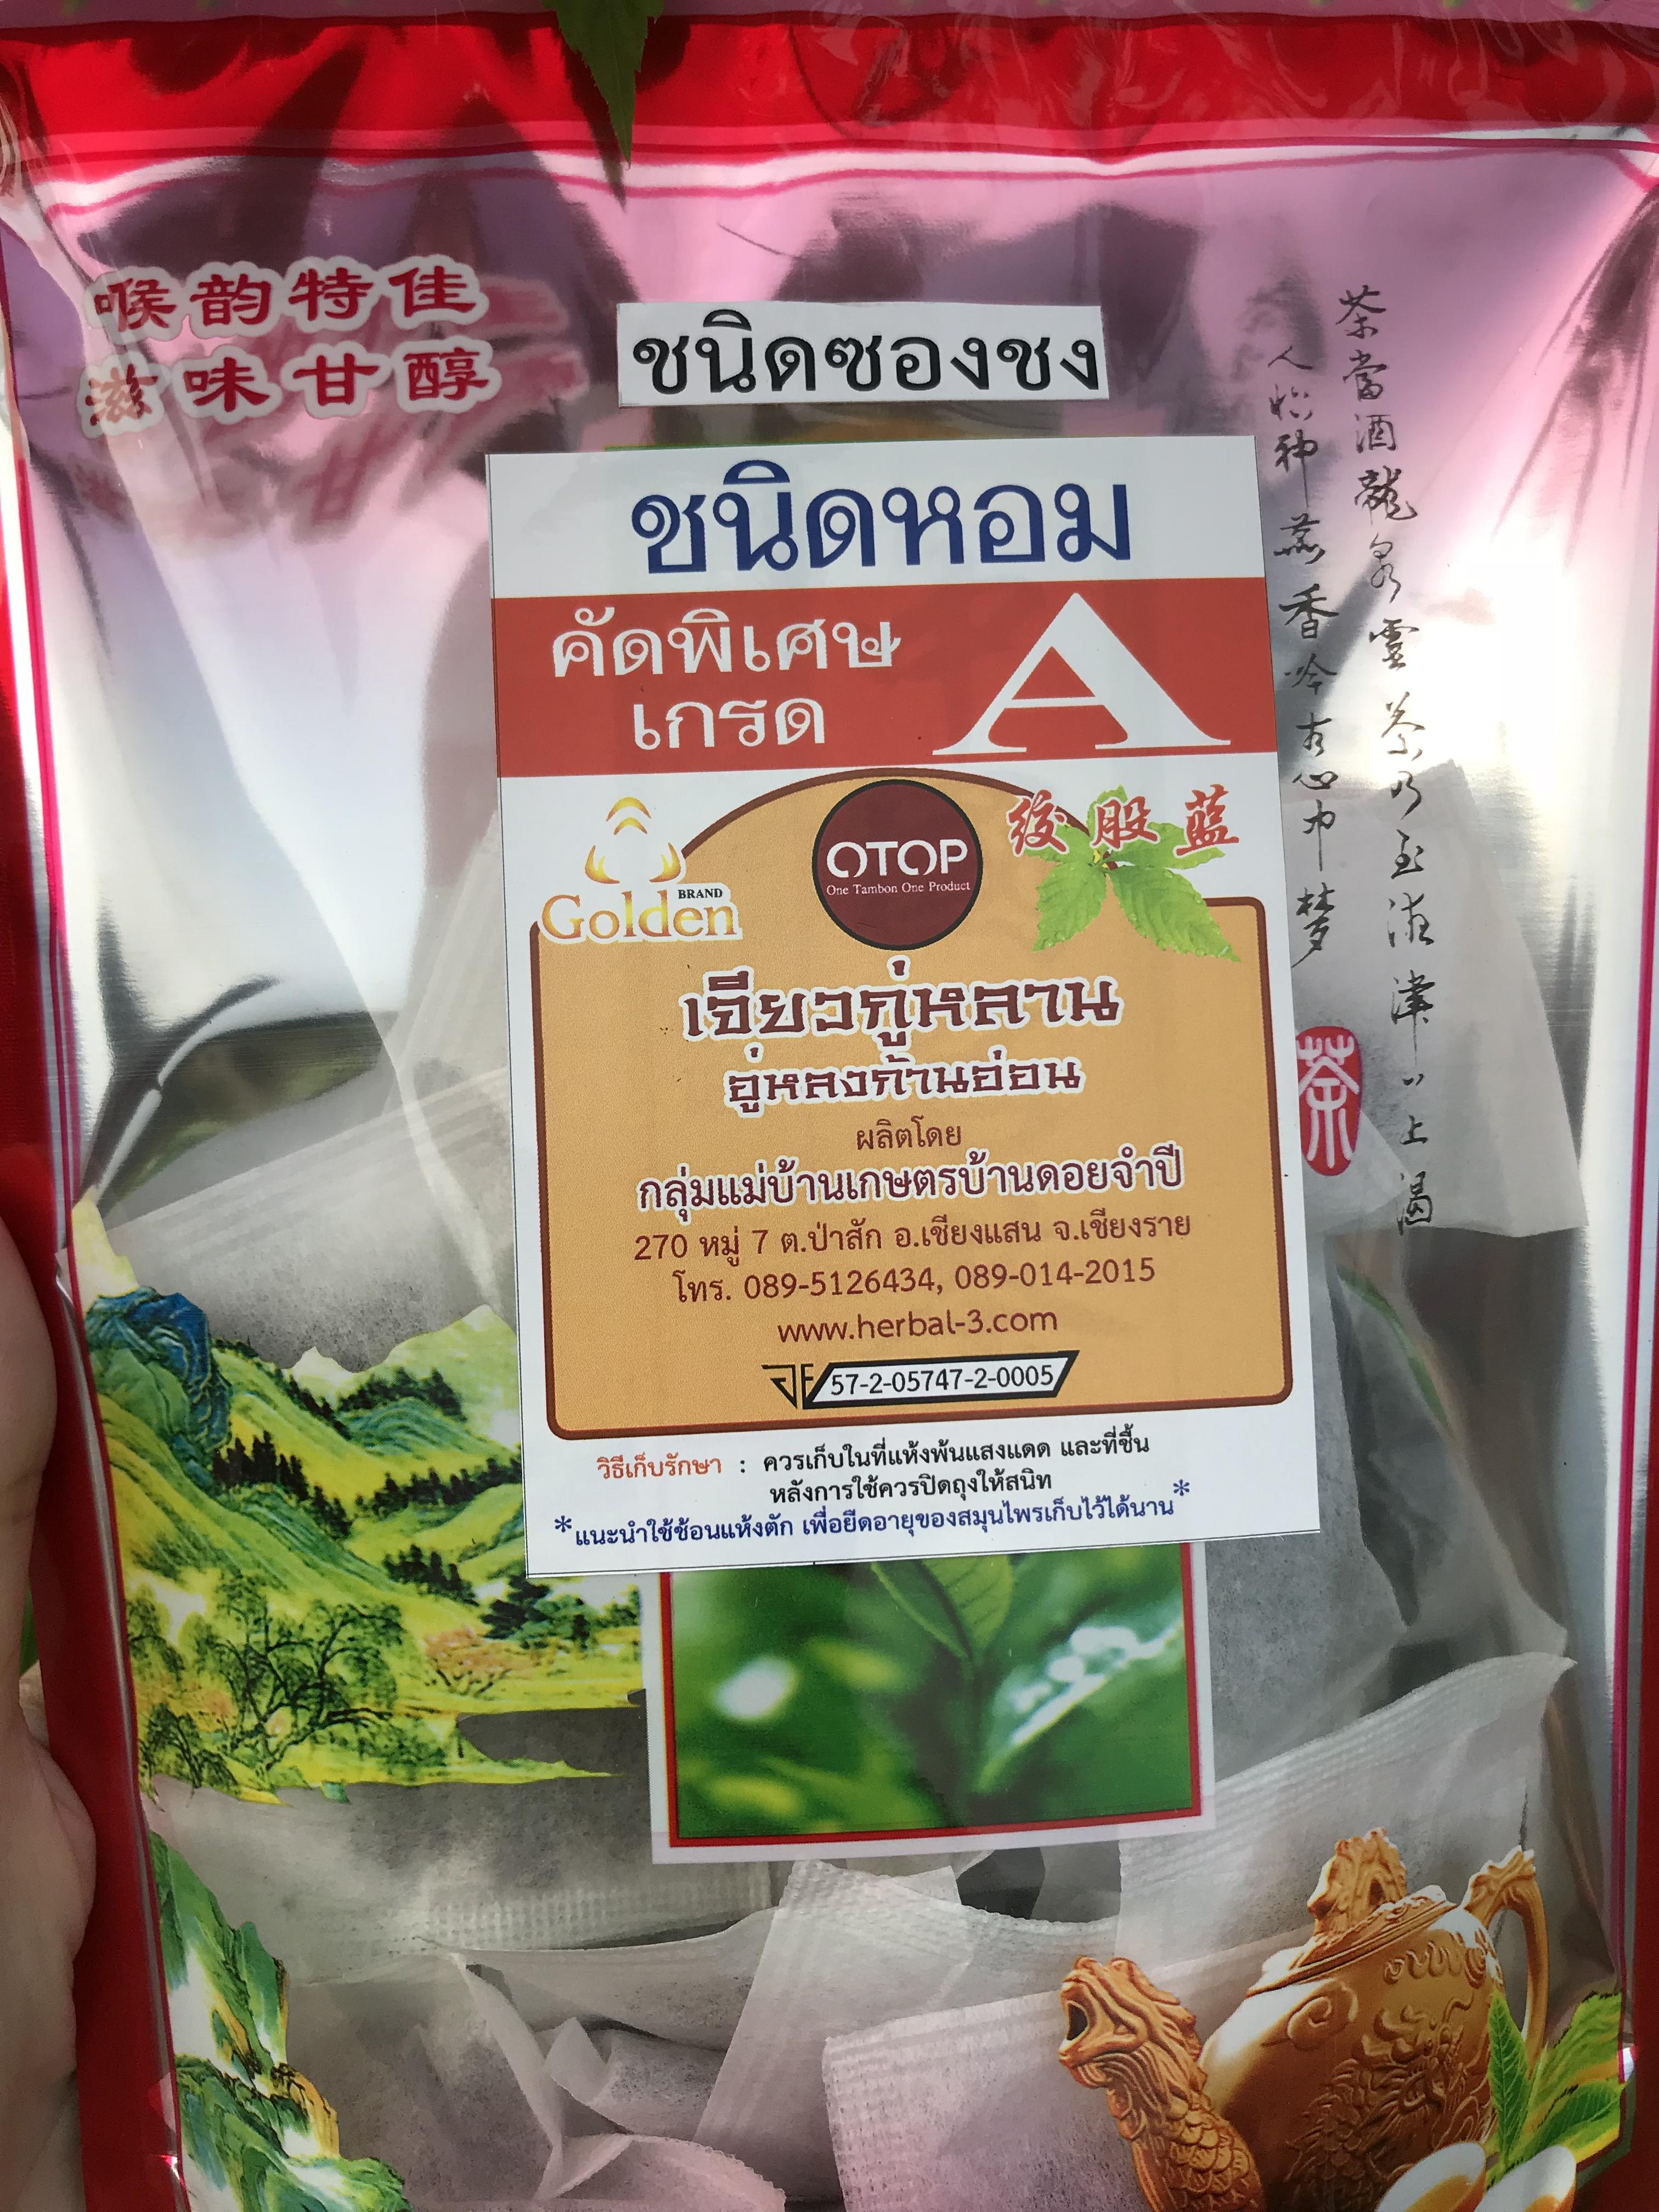 喉韵特佳
滋味甘醇
ชนิดซองชง
ชนิดหอม
คัดพิเศษ
เกรด
A
Golden
BRAND
OTOP
One Tambon One Product
绞股蓝
เจียวกู่หลาน
อู่หลงก้านอ่อน
ผลิตโดย
กลุ่มแม่บ้านเกษตรบ้านดอยจำปี
270 หมู่ 7 ต.ป่าสัก อ.เชียงแสน จ.เชียงราย
โทร. 089-5126434, 089-014-2015
www.herbal-3.com
57-2-05747-2-0005
วิธีเก็บรักษา : ควรเก็บในที่แห้งพ้นแสงแดด และที่ชื้น
หลังการใช้ควรปิดถุงให้สนิท
*แนะนำใช้ช้อนแห้งตัก เพื่อยืดอายุของสมุนไพรเก็บไว้ได้นาน*
茶